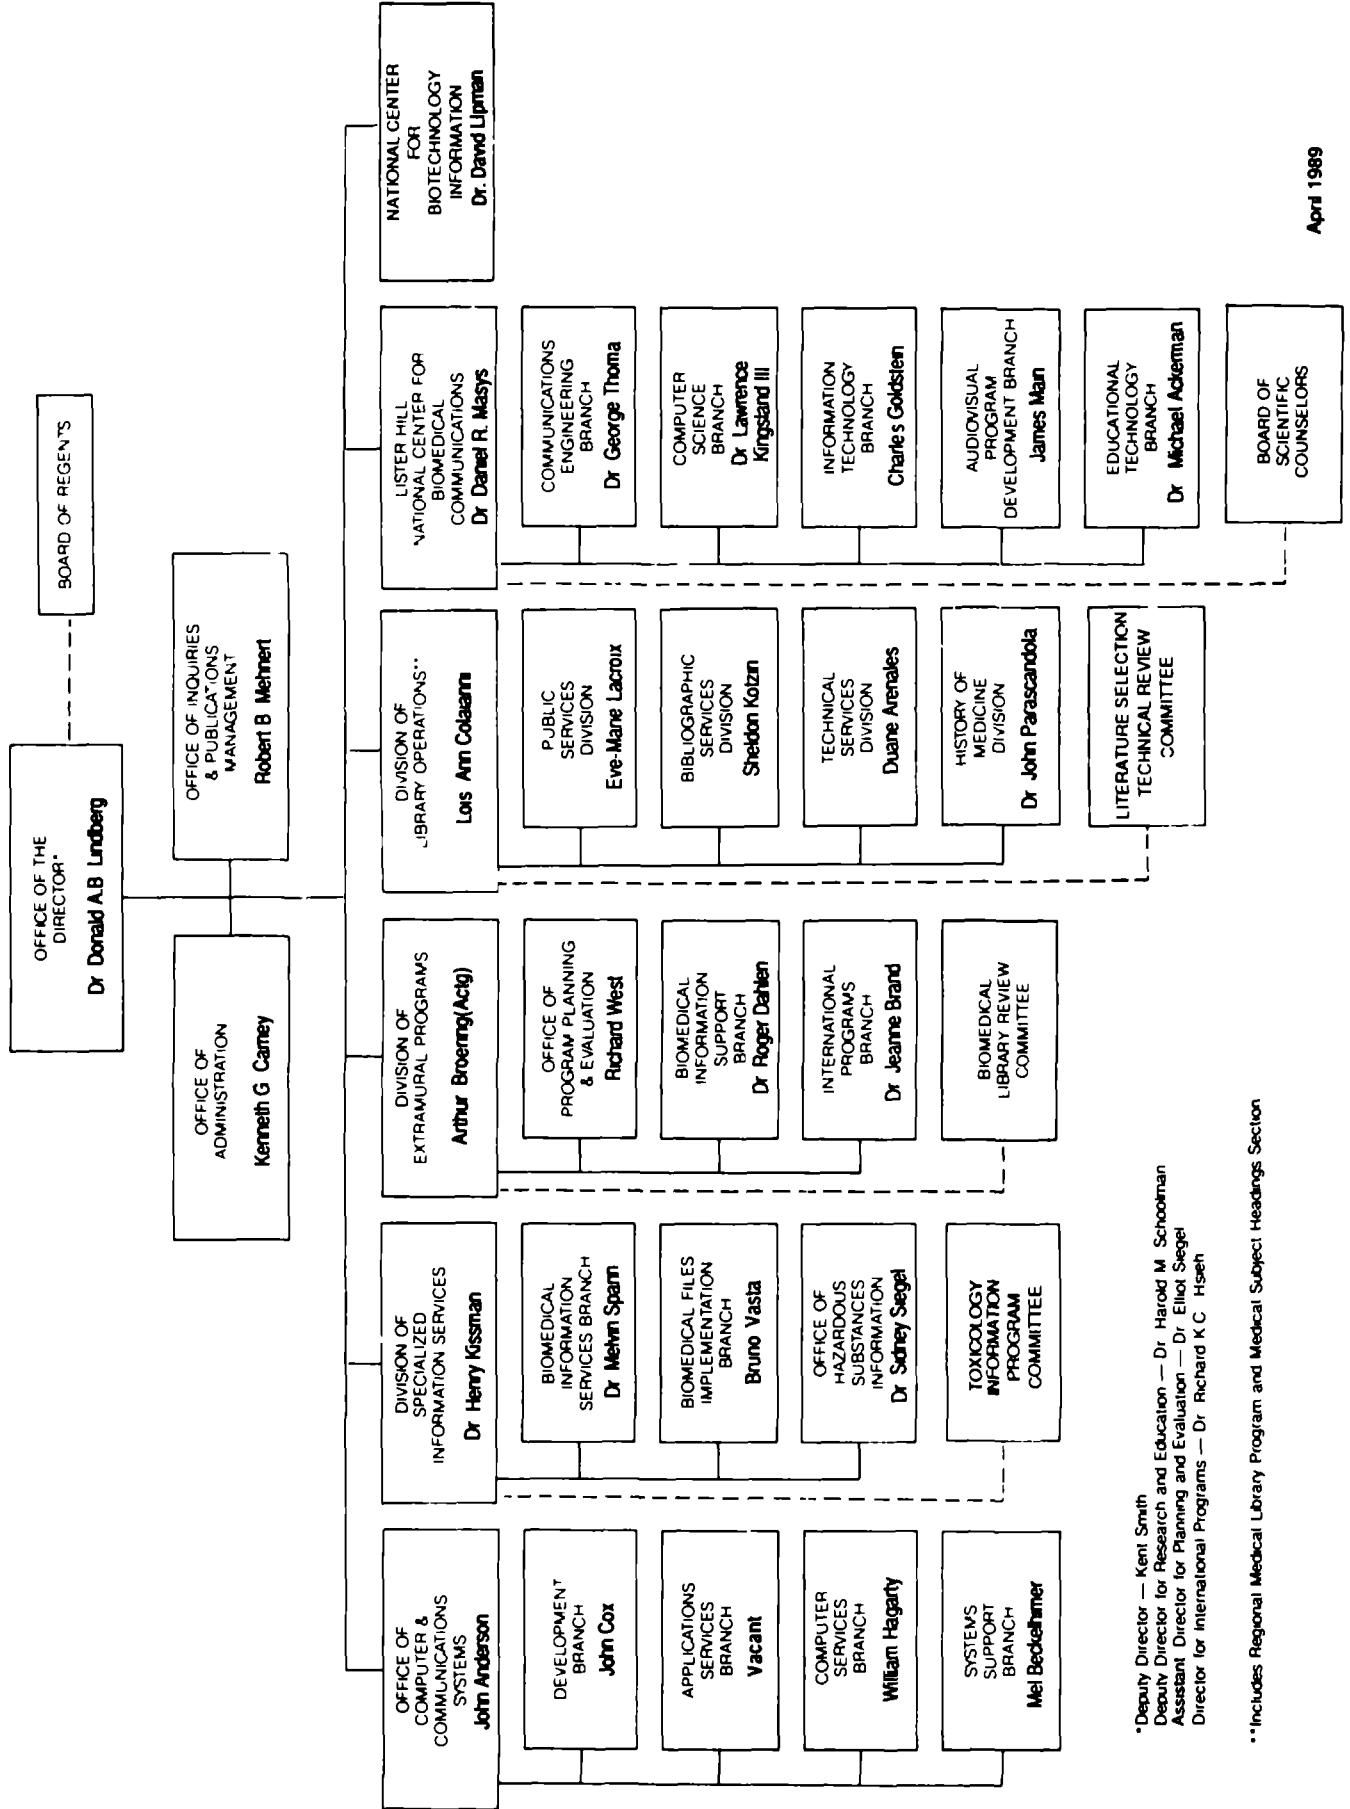 OFFICE OF THE
DIRECTOR*
Dr Donald A.B Lindberg
BOARD OF REGENTS
OFFICE OF
ADMINISTRATION
Kenneth G Carney
OFFICE OF INQUIRIES
& PUBLICATIONS
MANAGEMENT
Robert B Mehnert
OFFICE OF
COMPUTER &
COMMUNICATIONS
SYSTEMS
John Anderson
DEVELOPMENT
BRANCH
John Cox
APPLICATIONS
SERVICES
BRANCH
Vacant
COMPUTER
SERVICES
BRANCH
William Hagarty
SYSTEMS
SUPPORT
BRANCH
Mel Beckelhimer
DIVISION OF
SPECIALIZED
INFORMATION SERVICES
Dr Henry Kissman
BIOMEDICAL
INFORMATION
SERVICES BRANCH
Dr Melvin Spann
BIOMEDICAL FILES
IMPLEMENTATION
BRANCH
Bruno Vasta
OFFICE OF
HAZARDOUS
SUBSTANCES
INFORMATION
Dr Sidney Siegel
TOXICOLOGY
INFORMATION
PROGRAM
COMMITTEE
DIVISION OF
EXTRAMURAL PROGRAMS
Arthur Broering(Actg)
OFFICE OF
PROGRAM PLANNING
& EVALUATION
Richard West
BIOMEDICAL
INFORMATION
SUPPORT
BRANCH
Dr Roger Dahlen
INTERNATIONAL
PROGRAMS
BRANCH
Dr Jeanne Brand
BIOMEDICAL
LIBRARY REVIEW
COMMITTEE
DIVISION OF
LIBRARY OPERATIONS**
Lois Ann Colaianni
PUBLIC
SERVICES
DIVISION
Eve-Marie Lacroix
BIBLIOGRAPHIC
SERVICES
DIVISION
Sheldon Kotzin
TECHNICAL
SERVICES
DIVISION
Duane Arenales
HISTORY OF
MEDICINE
DIVISION
Dr John Parascandola
LITERATURE SELECTION
TECHNICAL REVIEW
COMMITTEE
LISTER HILL
NATIONAL CENTER FOR
BIOMEDICAL
COMMUNICATIONS
Dr Daniel R. Masys
COMMUNICATIONS
ENGINEERING
BRANCH
Dr George Thoma
COMPUTER
SCIENCE
BRANCH
Dr Lawrence
Kingsland III
INFORMATION
TECHNOLOGY
BRANCH
Charles Goldstein
AUDIOVISUAL
PROGRAM
DEVELOPMENT BRANCH
James Main
EDUCATIONAL
TECHNOLOGY
BRANCH
Dr Michael Ackerman
BOARD OF
SCIENTIFIC
COUNSELORS
NATIONAL CENTER
FOR
BIOTECHNOLOGY
INFORMATION
Dr. David Lipman
*Deputy Director — Kent Smith
Deputy Director for Research and Education — Dr Harold M Schoolman
Assistant Director for Planning and Evaluation — Dr Elliot Siegel
Director for International Programs — Dr Richard K C Hsieh
**Includes Regional Medical Library Program and Medical Subject Headings Section
April 1989